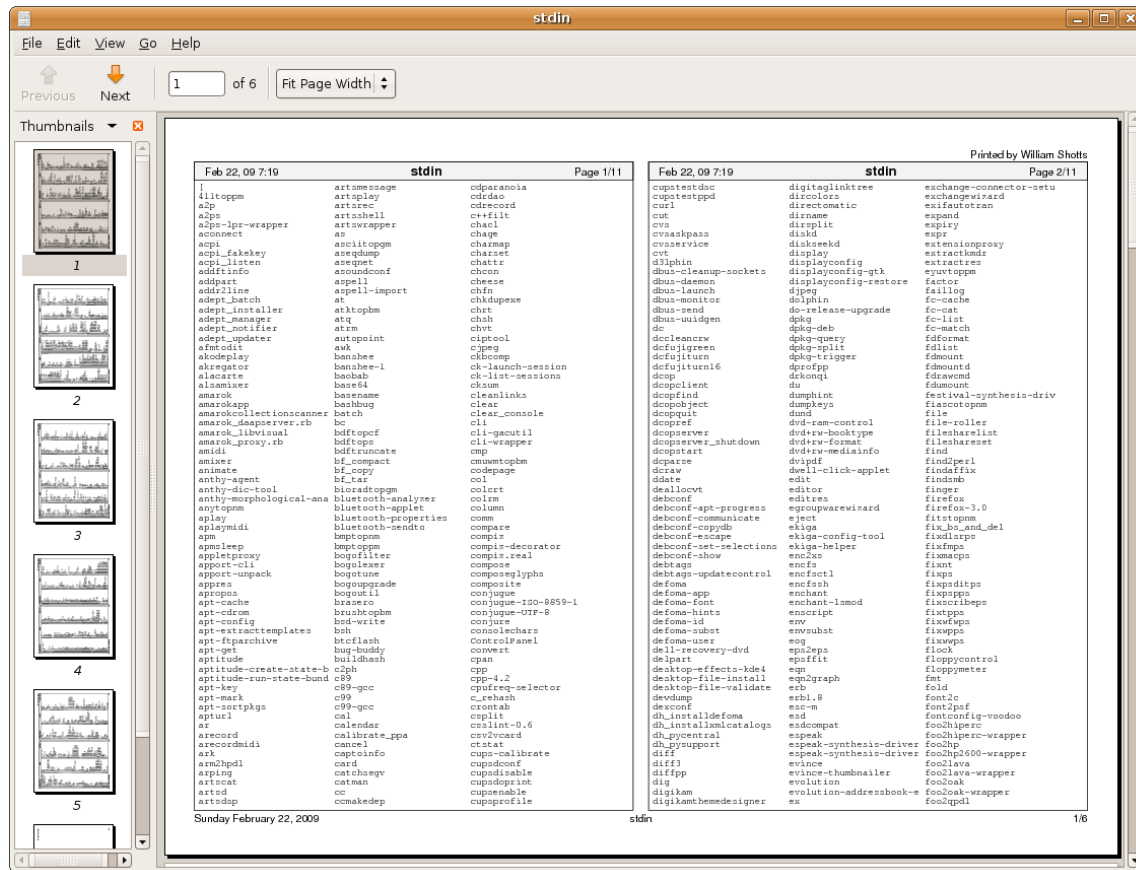 stdin
File Edit View Go Help
Previous Next 1 of 6 Fit Page Width
Thumbnails
1
2
3
4
5
Printed by William Shotts
Feb 22, 09 7:19 stdin Page 1/11
[
411toppm
a2p
a2ps
a2ps-lpr-wrapper
aconnect
acpi
acpi_fakekey
acpi_listen
addftinfo
addpart
addr2line
adept_batch
adept_installer
adept_manager
adept_notifier
adept_updater
afmtodit
akodeplay
akregator
alacarte
alsamixer
amarok
amarokapp
amarokcollectionscanner
amarok_daapserver.rb
amarok_libvisual
amarok_proxy.rb
amidi
amixer
animate
anthy-agent
anthy-dic-tool
anthy-morphological-ana
anytopnm
aplay
aplaymidi
apm
apmsleep
appletproxy
apport-cli
apport-unpack
appres
apropos
apt-cache
apt-cdrom
apt-config
apt-extracttemplates
apt-ftparchive
apt-get
aptitude
aptitude-create-state-b
aptitude-run-state-bund
apt-key
apt-mark
apt-sortpkgs
apturl
ar
arecord
arecordmidi
ark
arm2hpdl
arping
artscat
artsd
artsdsp
artsmessage
artsplay
artsrec
artsshell
artswrapper
as
asciitopgm
aseqdump
aseqnet
asoundconf
aspell
aspell-import
at
atktopbm
atq
atrm
autopoint
awk
banshee
banshee-1
baobab
base64
basename
bashbug
batch
bc
bdftopcf
bdftops
bdftruncate
bf_compact
bf_copy
bf_tar
bioradtopgm
bluetooth-analyzer
bluetooth-applet
bluetooth-properties
bluetooth-sendto
bmptopnm
bmptoppm
bogofilter
bogolexer
bogotune
bogoupgrade
bogoutil
brasero
brushtopbm
bsd-write
bsh
btcflash
bug-buddy
buildhash
c2ph
c89
c89-gcc
c99
c99-gcc
cal
calendar
calibrate_ppa
cancel
captoinfo
card
catchsegv
catman
cc
ccmakedep
cdparanoia
cdrdao
cdrecord
c++filt
chacl
chage
charmap
charset
chattr
chcon
cheese
chfn
chkdupexe
chrt
chsh
chvt
ciptool
cjpeg
ckbcomp
ck-launch-session
ck-list-sessions
cksum
cleanlinks
clear
clear_console
cli
cli-gacutil
cli-wrapper
cmp
cmuwmtopbm
codepage
col
colcrt
colrm
column
comm
compare
compiz
compiz-decorator
compiz.real
compose
composeglyphs
composite
conjugue
conjugue-ISO-8859-1
conjugue-UTF-8
conjure
consolechars
ControlPanel
convert
cpan
cpp
cpp-4.2
cpufreq-selector
c_rehash
crontab
csplit
csslint-0.6
csv2vcard
ctstat
cups-calibrate
cupsdconf
cupsdisable
cupsdoprint
cupsenable
cupsprofile
Feb 22, 09 7:19 stdin Page 2/11
cupstestdsc
cupstestppd
curl
cut
cvs
cvsaskpass
cvsservice
cvt
d3lphin
dbus-cleanup-sockets
dbus-daemon
dbus-launch
dbus-monitor
dbus-send
dbus-uuidgen
dc
dccleancrw
dcfujigreen
dcfujiturn
dcfujiturn16
dcop
dcopclient
dcopfind
dcopobject
dcopquit
dcopref
dcopserver
dcopserver_shutdown
dcopstart
dcparse
dcraw
ddate
deallocvt
debconf
debconf-apt-progress
debconf-communicate
debconf-copydb
debconf-escape
debconf-set-selections
debconf-show
debtags
debtags-updatecontrol
defoma
defoma-app
defoma-font
defoma-hints
defoma-id
defoma-subst
defoma-user
dell-recovery-dvd
delpart
desktop-effects-kde4
desktop-file-install
desktop-file-validate
devdump
dexconf
dh_installdefoma
dh_installxmlcatalogs
dh_pycentral
dh_pysupport
diff
diff3
diffpp
dig
digikam
digikamthemedesigner
digitaglinktree
dircolors
directomatic
dirname
dirsplit
diskd
diskseekd
display
displayconfig
displayconfig-gtk
displayconfig-restore
djpeg
dolphin
do-release-upgrade
dpkg
dpkg-deb
dpkg-query
dpkg-split
dpkg-trigger
dprofpp
drkonqi
du
dumphint
dumpkeys
dund
dvd-ram-control
dvd+rw-booktype
dvd+rw-format
dvd+rw-mediainfo
dvipdf
dwell-click-applet
edit
editor
editres
egroupwarewizard
eject
ekiga
ekiga-config-tool
ekiga-helper
enc2xs
encfs
encfsctl
encfssh
enchant
enchant-lsmod
enscript
env
envsubst
eog
eps2eps
epsffit
eqn
eqn2graph
erb
erb1.8
esc-m
esd
esdcompat
espeak
espeak-synthesis-driver
espeak-synthesis-driver
evince
evince-thumbnailer
evolution
evolution-addressbook-e
ex
exchange-connector-setu
exchangewizard
exifautotran
expand
expiry
expr
extensionproxy
extractkmdr
extractres
eyuvtoppm
factor
faillog
fc-cache
fc-cat
fc-list
fc-match
fdformat
fdlist
fdmount
fdmountd
fdrawcmd
fdumount
festival-synthesis-driv
fiascotopnm
file
file-roller
filesharelist
fileshareset
find
find2perl
findaffix
findsmb
finger
firefox
firefox-3.0
fitstopnm
fix_bs_and_del
fixdlsrps
fixfmps
fixmacps
fixnt
fixps
fixpsditps
fixpspps
fixscribeps
fixtpps
fixwfwps
fixwpps
fixwwps
flock
floppycontrol
floppymeter
fmt
fold
font2c
font2psf
fontconfig-voodoo
foo2hiperc
foo2hiperc-wrapper
foo2hp
foo2hp2600-wrapper
foo2lava
foo2lava-wrapper
foo2oak
foo2oak-wrapper
foo2qpdl
Sunday February 22, 2009 stdin 1/6